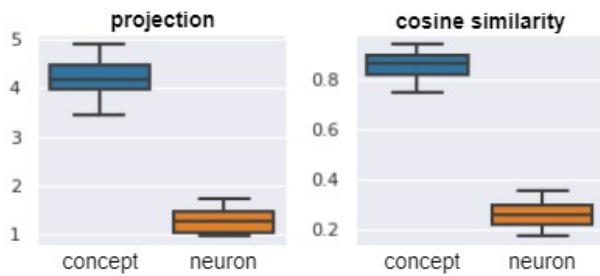 projection
5
4
3
2
1
concept neuron
cosine similarity
0.8
0.6
0.4
0.2
concept neuron